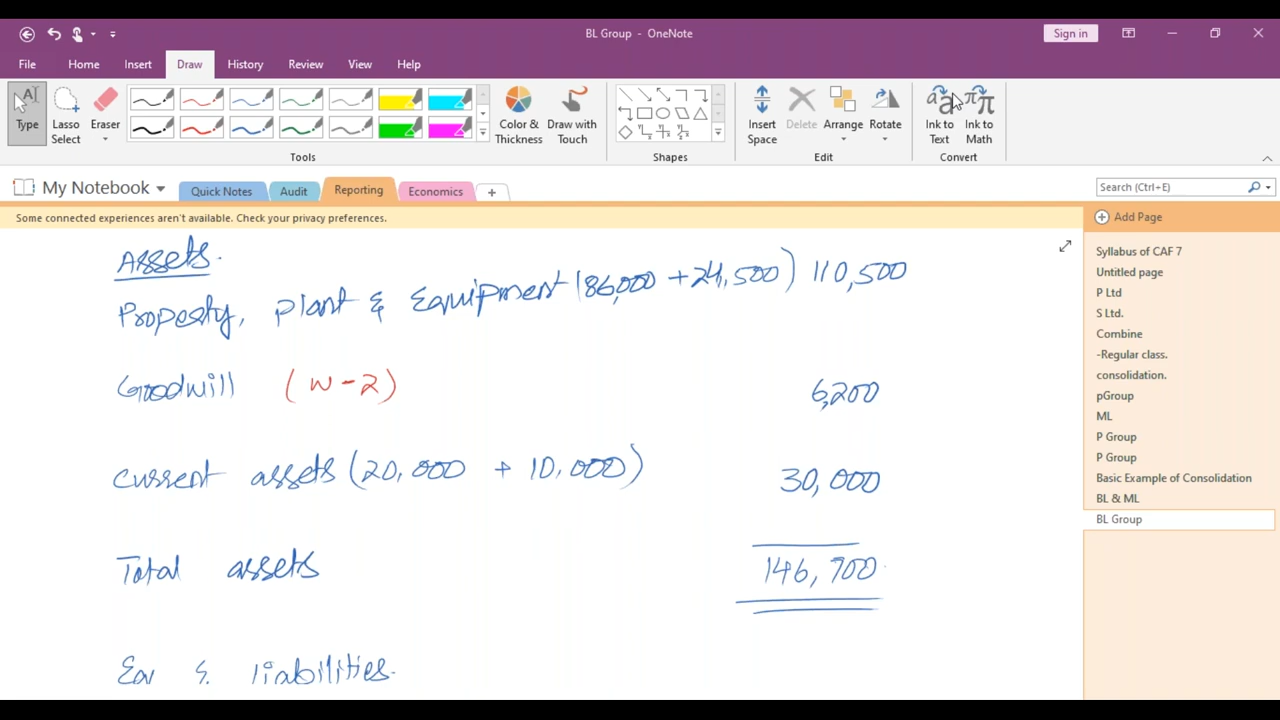 BL Group - OneNote
Sign in
File Home Insert Draw History Review View Help
Type
Lasso Select
Eraser
Color & Thickness
Draw with Touch
Insert Space
Delete
Arrange
Rotate
Ink to Text
Ink to Math
Tools
Shapes
Edit
Convert
My Notebook
Quick Notes
Audit
Reporting
Economics
Search (Ctrl+E)
Some connected experiences aren't available. Check your privacy preferences.
Add Page
Syllabus of CAF 7
Untitled page
P Ltd
S Ltd.
Combine
-Regular class.
consolidation.
pGroup
ML
P Group
P Group
Basic Example of Consolidation
BL & ML
BL Group
Assets.
Property, plant & Equipment (86,000 + 24,500) 110,500
Goodwill (W-2) 6,200
Current assets (20,000 + 10,000) 30,000
Total assets 146,700
& liabilities.